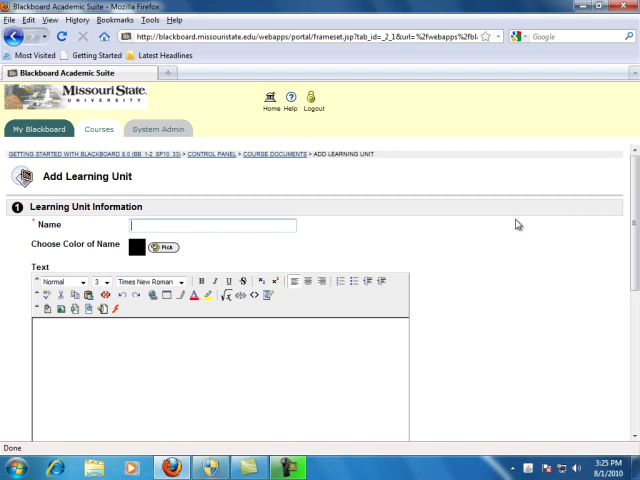 Blackboard Academic Suite - Mozilla Firefox
File Edit View History Bookmarks Tools Help
http://blackboard.missouristate.edu/webapps/portal/frameset.jsp?tab_id=_2_1&url=%2fwebapps%2fbl
Google
Most Visited Getting Started Latest Headlines
Blackboard Academic Suite
Missouri State
UNIVERSITY
Home Help Logout
My Blackboard Courses System Admin
GETTING STARTED WITH BLACKBOARD 8.0 (BB_1-2_SP10_33) > CONTROL PANEL > COURSE DOCUMENTS > ADD LEARNING UNIT
Add Learning Unit
1 Learning Unit Information
* Name
Choose Color of Name Pick
Text
Normal 3 Times New Roman B I U S x₂ x²
Done
3:25 PM
8/1/2010